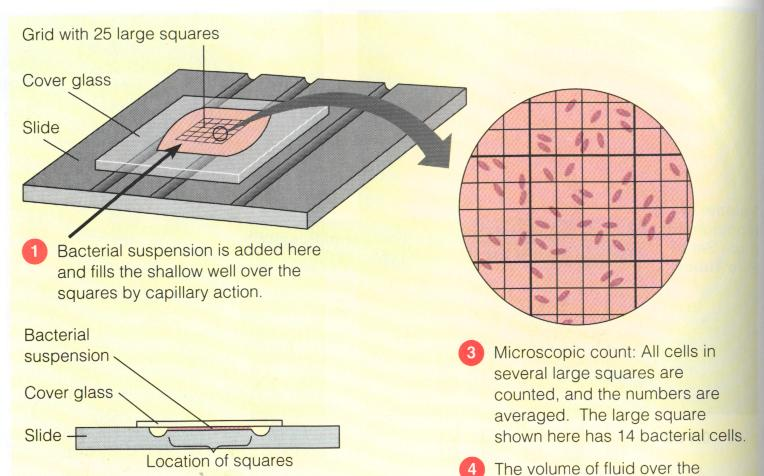 Grid with 25 large squares
Cover glass
Slide
1 Bacterial suspension is added here
and fills the shallow well over the
squares by capillary action.
Bacterial
suspension
Cover glass
Slide
Location of squares
3 Microscopic count: All cells in
several large squares are
counted, and the numbers are
averaged. The large square
shown here has 14 bacterial cells.
4 The volume of fluid over the